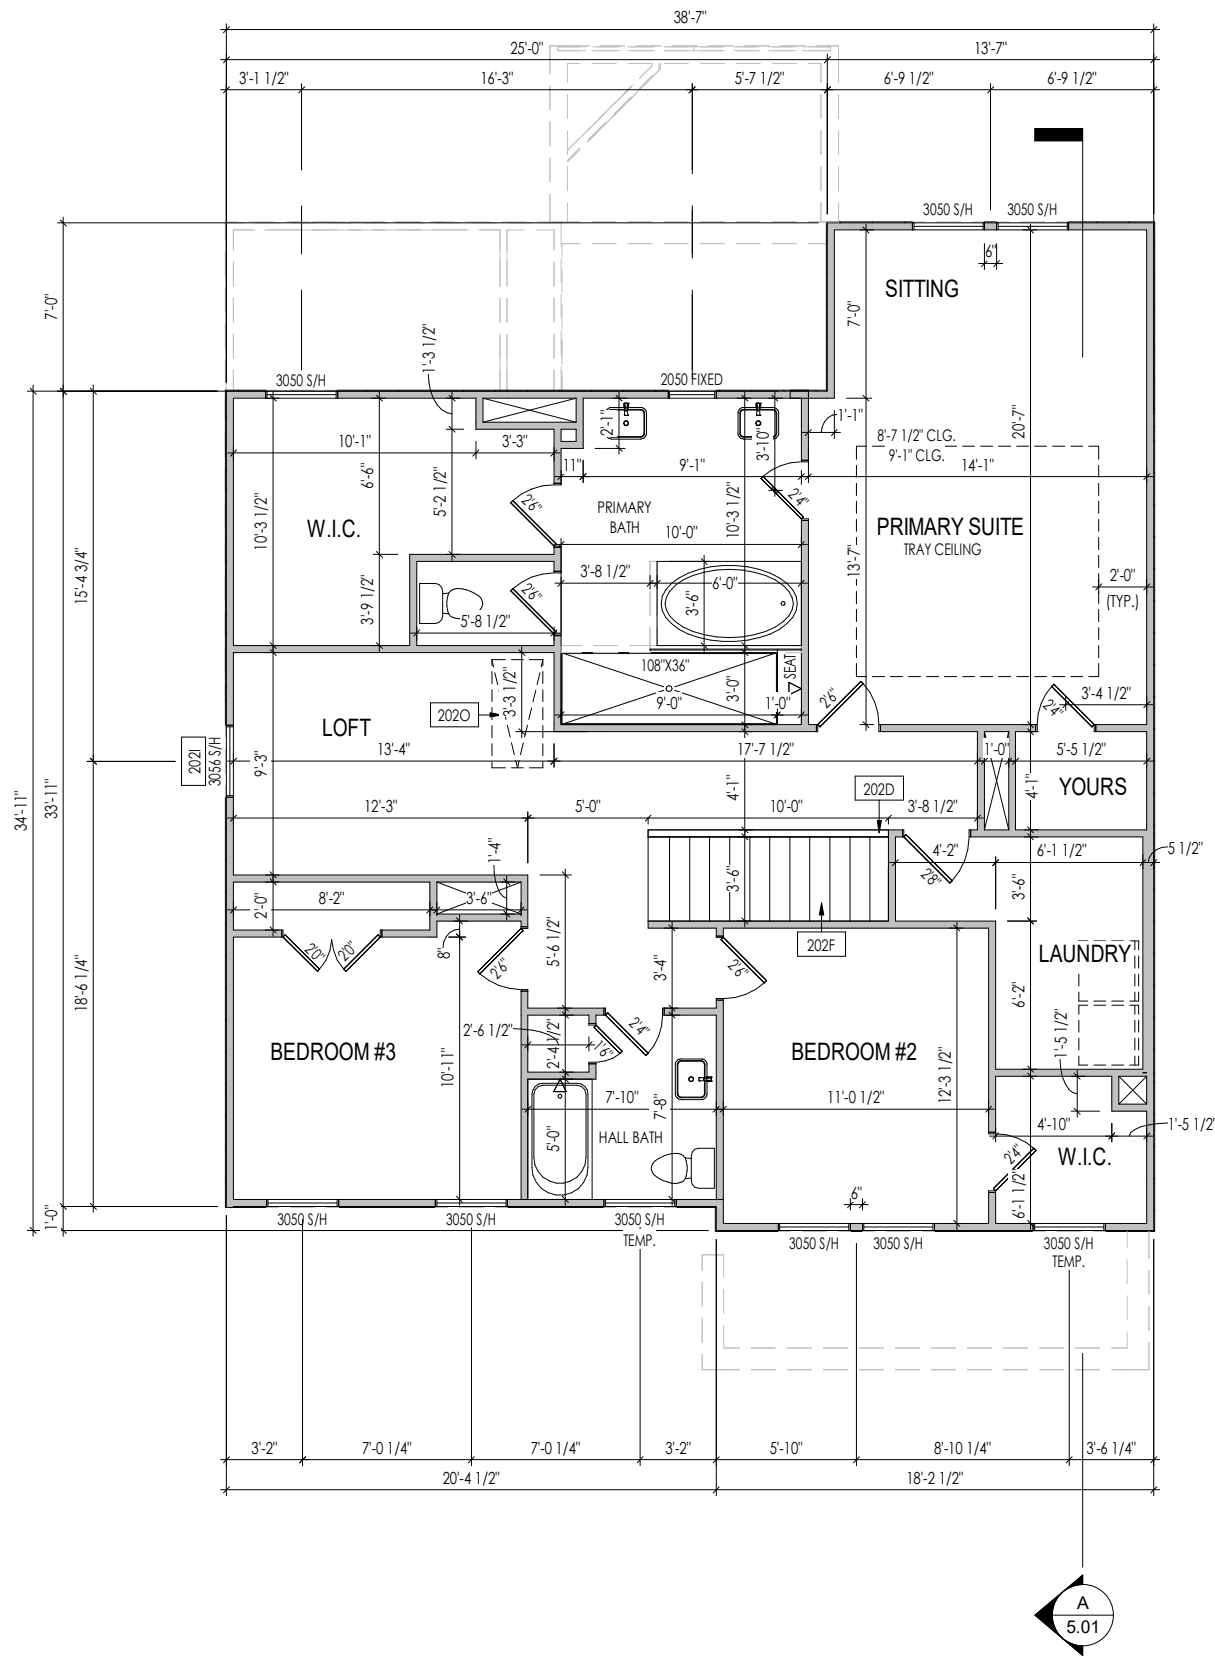 38'-7"
25'-0"
13'-7"
3'-1 1/2"
16'-3"
5'-7 1/2"
6'-9 1/2"
6'-9 1/2"
3050 S/H
3050 S/H
6"
SITTING
7'-0"
7'-0"
1'-3 1/2"
3050 S/H
2050 FIXED
2'-1"
3'-10"
1'-1"
20'-7"
8'-7 1/2" CLG.
9'-1" CLG.
10'-1"
3'-3"
11"
9'-1"
14'-1"
6'-6"
5'-2 1/2"
10'-3 1/2"
10'-3 1/2"
2'6"
2'4"
W.I.C.
PRIMARY
BATH
PRIMARY SUITE
TRAY CEILING
10'-0"
13'-7"
15'-4 3/4"
3'-8 1/2"
6'-0"
2'-0"
(TYP.)
3'-9 1/2"
2'6"
3'-6"
5'-8 1/2"
108"X36"
SEAT
3'-0"
9'-0"
1'-0"
3'-3 1/2"
2'6"
2'4"
3'-4 1/2"
202O
LOFT
202I
3056 S/H
9'-3"
13'-4"
17'-7 1/2"
1'-0"
5'-5 1/2"
4'-1"
4'-1"
YOURS
202D
34'-11"
33'-11"
12'-3"
5'-0"
10'-0"
3'-8 1/2"
1'-4"
4'-2"
6'-1 1/2"
5 1/2"
2'8"
3'-6"
3'-6"
2'-0"
8'-2"
3'-6"
202F
8"
2'0"
2'0"
2'6"
5'-6 1/2"
3'-4"
2'6"
LAUNDRY
18'-6 1/4"
6'-2"
2'-6 1/2"
2'-4 1/2"
1'6"
2'4"
1'-5 1/2"
BEDROOM #3
BEDROOM #2
10'-11"
12'-3 1/2"
7'-10"
7'-8"
11'-0 1/2"
4'-10"
1'-5 1/2"
5'-0"
HALL BATH
2'4"
W.I.C.
6'-1 1/2"
1'-0"
6"
3050 S/H
3050 S/H
3050 S/H
TEMP.
3050 S/H
3050 S/H
3050 S/H
TEMP.
3'-2"
7'-0 1/4"
7'-0 1/4"
3'-2"
5'-10"
8'-10 1/4"
3'-6 1/4"
20'-4 1/2"
18'-2 1/2"
A
5.01